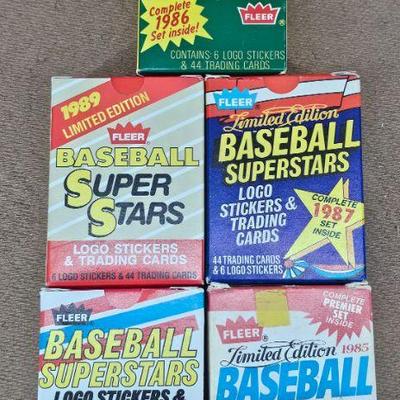 Complete
1986
Set inside!
FLEER
CONTAINS: 6 LOGO STICKERS
& 44 TRADING CARDS
1989
LIMITED EDITION
FLEER
BASEBALL
SUPER
STARS
LOGO STICKERS &
TRADING CARDS
6 LOGO STICKERS & 44 TRADING CARDS
FLEER
Limited Edition
BASEBALL
SUPERSTARS
LOGO
STICKERS &
TRADING
CARDS
COMPLETE
1987
SET
INSIDE
44 TRADING CARDS
& 6 LOGO STICKERS
FLEER
BASEBALL
SUPERSTARS
LOGO STICKERS &
COMPLETE
PREMIER
SET
INSIDE
FLEER
Limited Edition 1985
BASEBALL